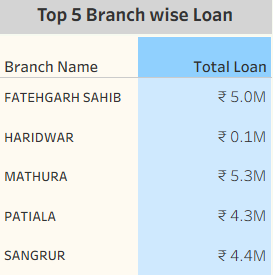 Top 5 Branch wise Loan
Branch Name Total Loan
FATEHGARH SAHIB ₹ 5.0M
HARIDWAR ₹ 0.1M
MATHURA ₹ 5.3M
PATIALA ₹ 4.3M
SANGRUR ₹ 4.4M